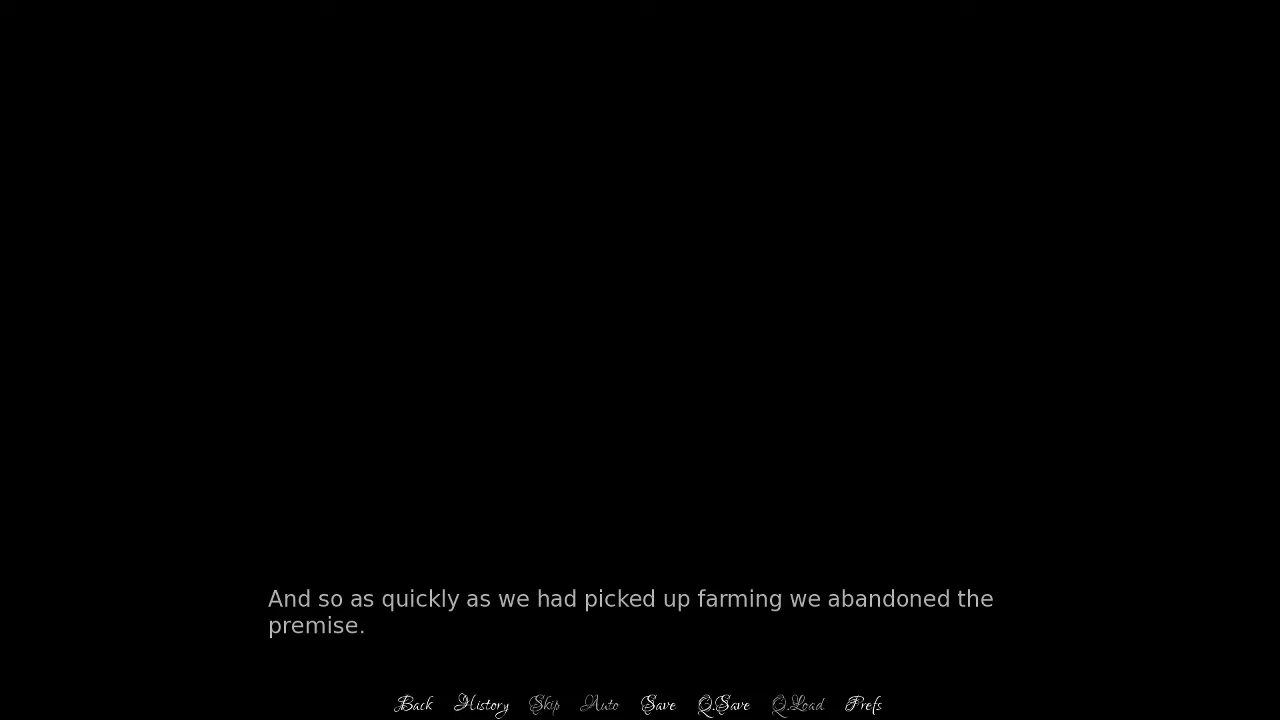 And so as quickly as we had picked up farming we abandoned the
premise.
Back History Skip Auto Save Q.Save Q.Load Prefs